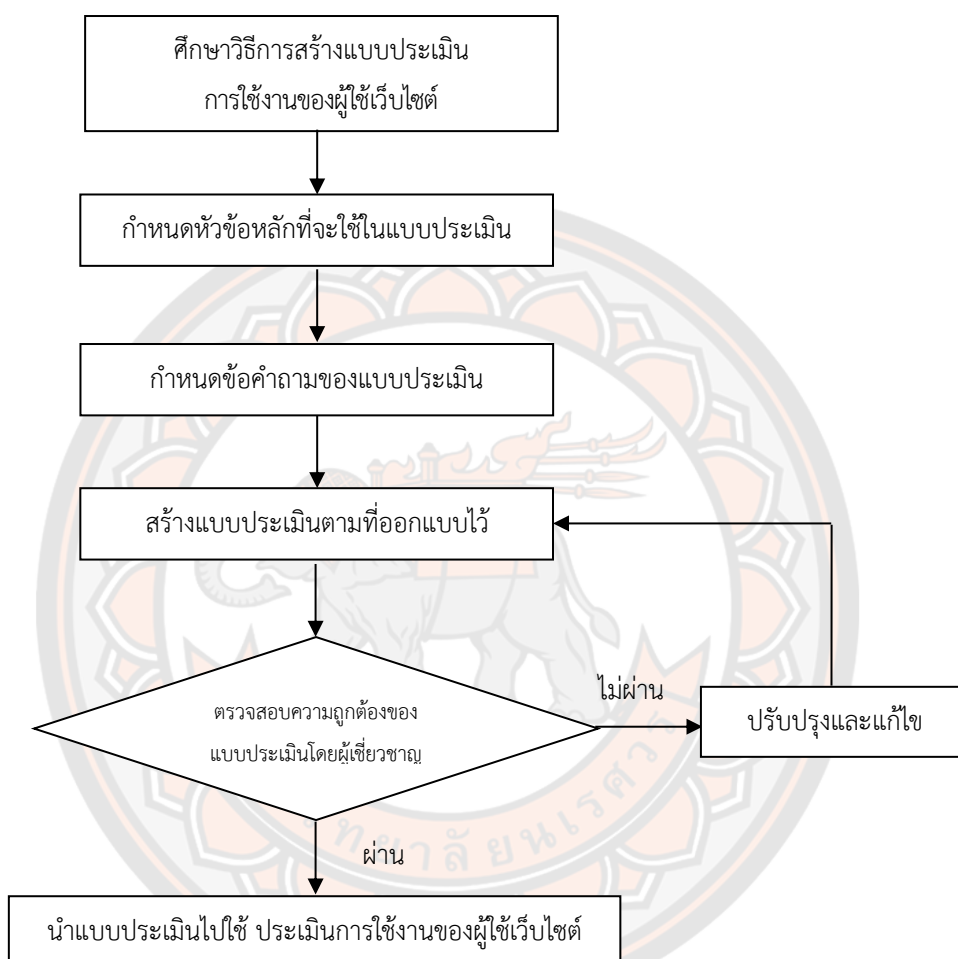 ศึกษาวิธีการสร้างแบบประเมิน
การใช้งานของผู้ใช้เว็บไซต์
กำหนดหัวข้อหลักที่จะใช้ในแบบประเมิน
กำหนดข้อคำถามของแบบประเมิน
สร้างแบบประเมินตามที่ออกแบบไว้
ตรวจสอบความถูกต้องของ
แบบประเมินโดยผู้เชี่ยวชาญ
ไม่ผ่าน
ปรับปรุงและแก้ไข
ผ่าน
นำแบบประเมินไปใช้ ประเมินการใช้งานของผู้ใช้เว็บไซต์